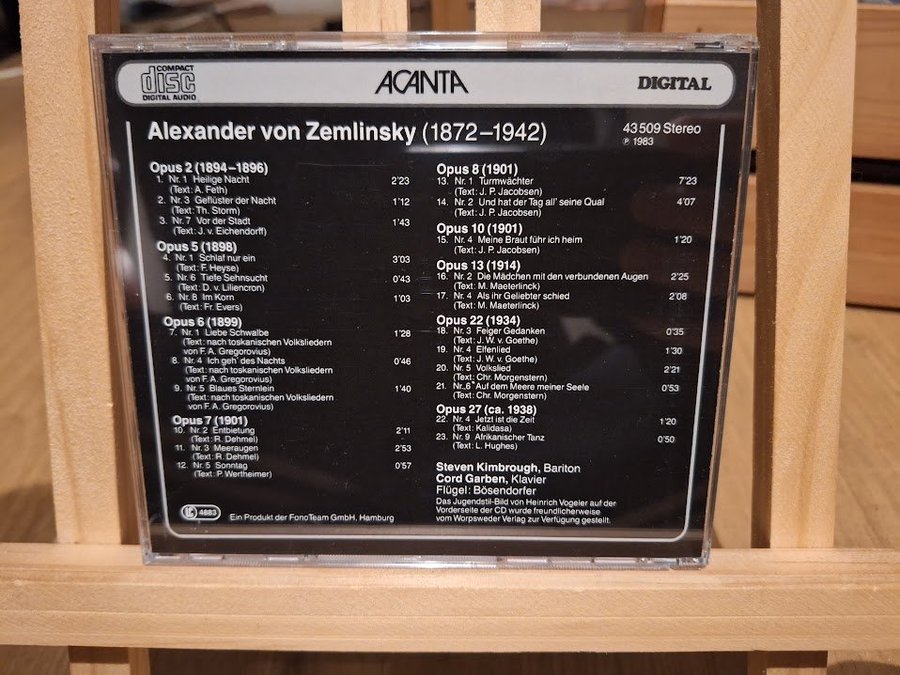 COMPACT
disc
DIGITAL AUDIO
ACANTA
DIGITAL
Alexander von Zemlinsky (1872–1942)
43 509 Stereo
℗ 1983
Opus 2 (1894–1896)
1. Nr. 1 Heilige Nacht 2'23
(Text: A. Feth)
2. Nr. 3 Geflüster der Nacht 1'12
(Text: Th. Storm)
3. Nr. 7 Vor der Stadt 1'43
(Text: J. v. Eichendorff)
Opus 5 (1898)
4. Nr. 1 Schlaf nur ein 3'03
(Text: F. Heyse)
5. Nr. 6 Tiefe Sehnsucht 0'43
(Text: D. v. Liliencron)
6. Nr. 8 Im Korn 1'03
(Text: Fr. Evers)
Opus 6 (1899)
7. Nr. 1 Liebe Schwalbe 1'28
(Text: nach toskanischen Volksliedern
von F. A. Gregorovius)
8. Nr. 4 Ich geh' des Nachts 0'46
(Text: nach toskanischen Volksliedern
von F. A. Gregorovius)
9. Nr. 5 Blaues Sternlein 1'40
(Text: nach toskanischen Volksliedern
von F. A. Gregorovius)
Opus 7 (1901)
10. Nr. 2 Entbietung 2'11
(Text: R. Dehmel)
11. Nr. 3 Meeraugen 2'53
(Text: R. Dehmel)
12. Nr. 5 Sonntag 0'57
(Text: P. Wertheimer)
LC 4883
Ein Produkt der FonoTeam GmbH, Hamburg
Opus 8 (1901)
13. Nr. 1 Turmwächter 7'23
(Text: J. P. Jacobsen)
14. Nr. 2 Und hat der Tag all' seine Qual 4'07
(Text: J. P. Jacobsen)
Opus 10 (1901)
15. Nr. 4 Meine Braut führ ich heim 1'20
(Text: J. P. Jacobsen)
Opus 13 (1914)
16. Nr. 2 Die Mädchen mit den verbundenen Augen 2'25
(Text: M. Maeterlinck)
17. Nr. 4 Als ihr Geliebter schied 2'08
(Text: M. Maeterlinck)
Opus 22 (1934)
18. Nr. 3 Feiger Gedanken 0'35
(Text: J. W. v. Goethe)
19. Nr. 4 Elfenlied 1'30
(Text: J. W. v. Goethe)
20. Nr. 5 Volkslied 2'21
(Text: Chr. Morgenstern)
21. Nr. 6 Auf dem Meere meiner Seele 0'53
(Text: Chr. Morgenstern)
Opus 27 (ca. 1938)
22. Nr. 4 Jetzt ist die Zeit 1'20
(Text: Kalidasa)
23. Nr. 9 Afrikanischer Tanz 0'50
(Text: L. Hughes)
Steven Kimbrough, Bariton
Cord Garben, Klavier
Flügel: Bösendorfer
Das Jugendstil-Bild von Heinrich Vogeler auf der
Vorderseite der CD wurde freundlicherweise
vom Worpsweder Verlag zur Verfügung gestellt.